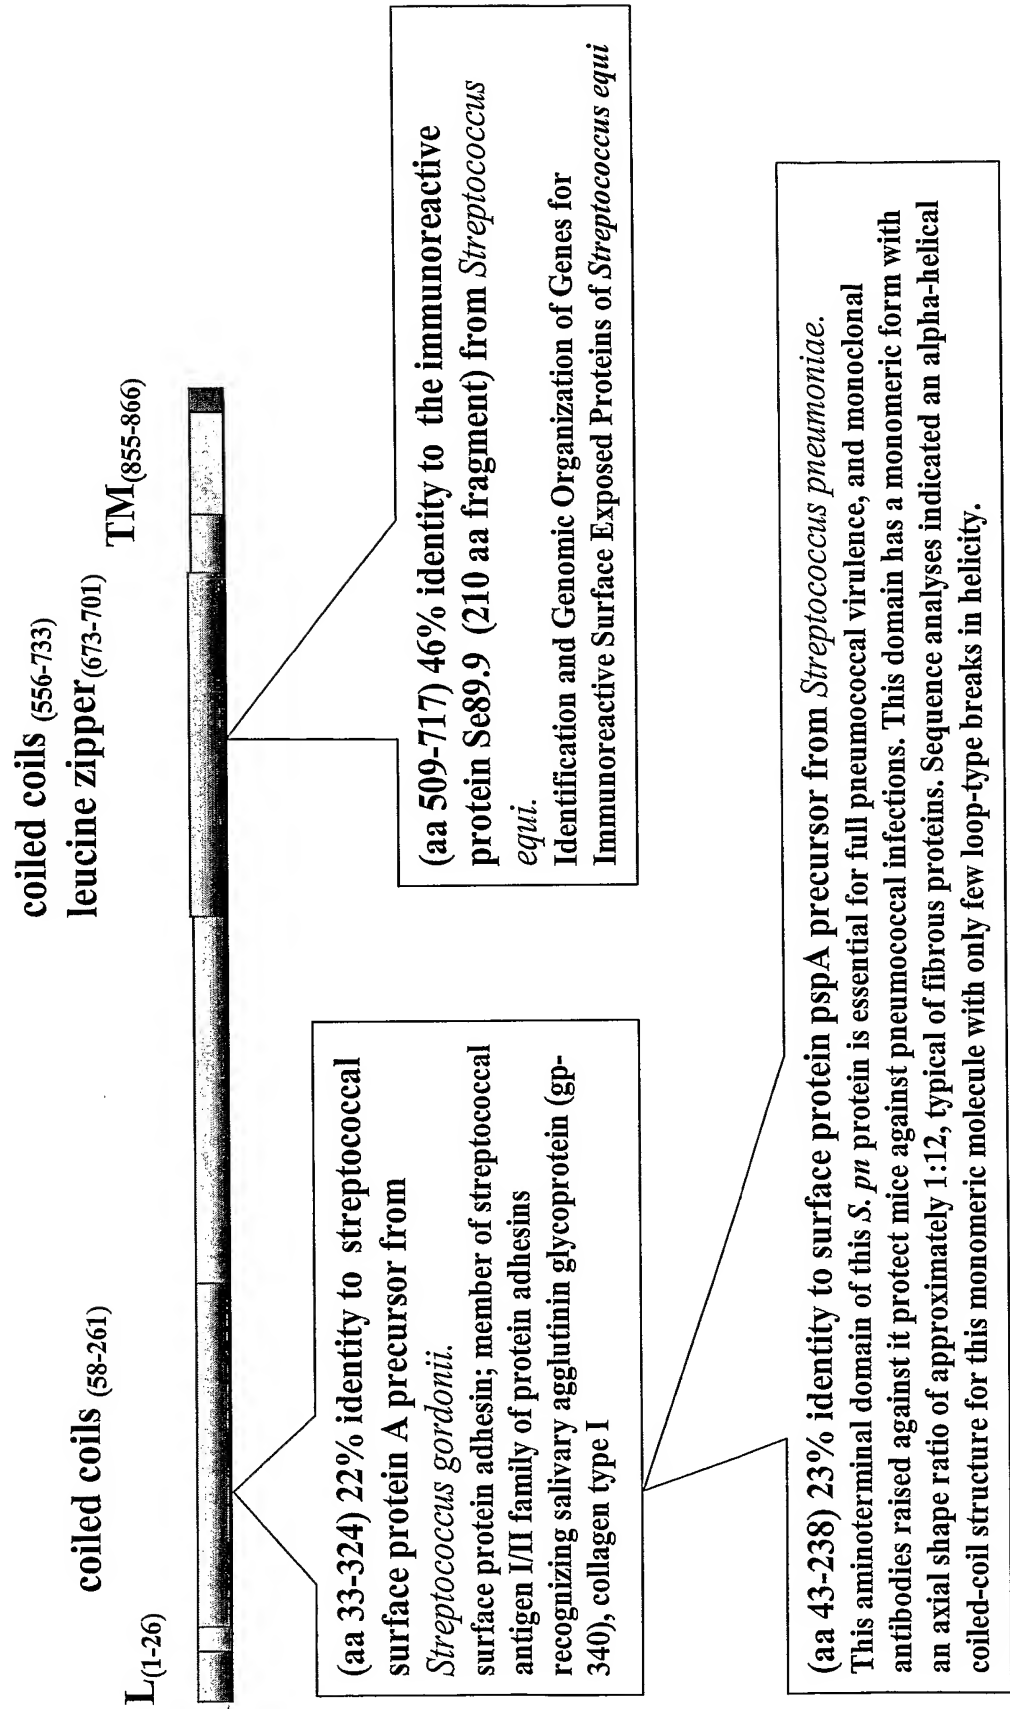 coiled coils (556-733)
leucine zipper(673-701)
coiled coils (58-261)
TM(855-866)
L(1-26)
(aa 33-324) 22% identity to streptococcal
surface protein A precursor from
Streptococcus gordonii.
surface protein adhesin; member of streptococcal
antigen I/II family of protein adhesins
recognizing salivary agglutinin glycoprotein (gp-
340), collagen type I
(aa 509-717) 46% identity to the immunoreactive
protein Se89.9 (210 aa fragment) from Streptococcus
equi.
Identification and Genomic Organization of Genes for
Immunoreactive Surface Exposed Proteins of Streptococcus equi
(aa 43-238) 23% identity to surface protein pspA precursor from Streptococcus pneumoniae.
This aminoterminal domain of this S. pn protein is essential for full pneumococcal virulence, and monoclonal
antibodies raised against it protect mice against pneumococcal infections. This domain has a monomeric form with
an axial shape ratio of approximately 1:12, typical of fibrous proteins. Sequence analyses indicated an alpha-helical
coiled-coil structure for this monomeric molecule with only few loop-type breaks in helicity.